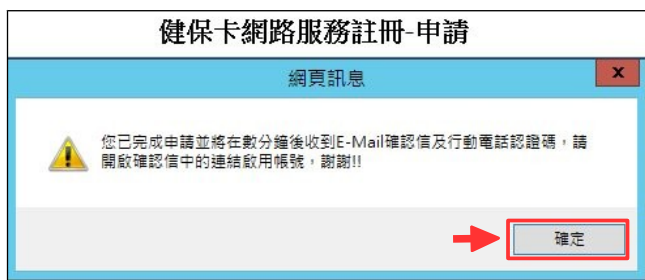 健保卡網路服務註冊-申請
網頁訊息
x
您已完成申請並將在數分鐘後收到E-Mail確認信及行動電話認證碼，請
開啟確認信中的連結啟用帳號，謝謝!!
確定